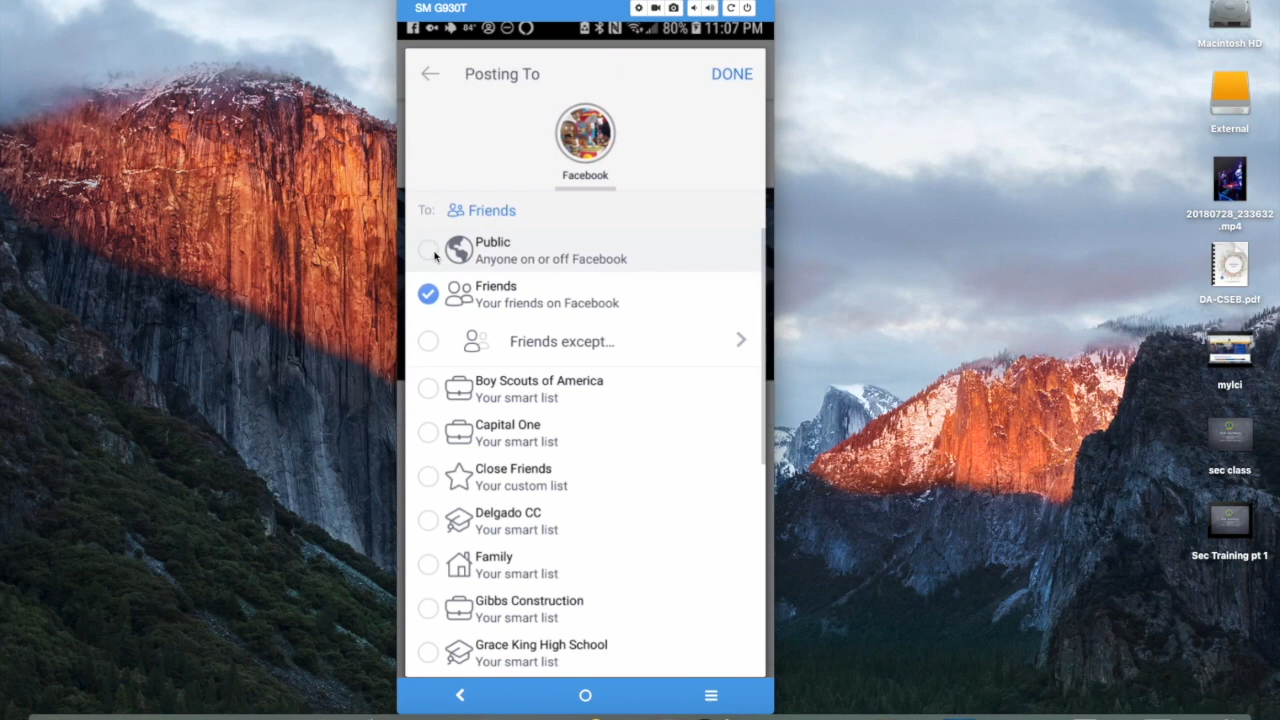 SM G930T
84°
80% 11:07 PM
Posting To
DONE
Facebook
To: Friends
Public
Anyone on or off Facebook
Friends
Your friends on Facebook
Friends except...
Boy Scouts of America
Your smart list
Capital One
Your smart list
Close Friends
Your custom list
Delgado CC
Your smart list
Family
Your smart list
Gibbs Construction
Your smart list
Grace King High School
Your smart list
Macintosh HD
External
20180728_233632
.mp4
DA-CSEB.pdf
mylci
sec class
Sec Training pt 1